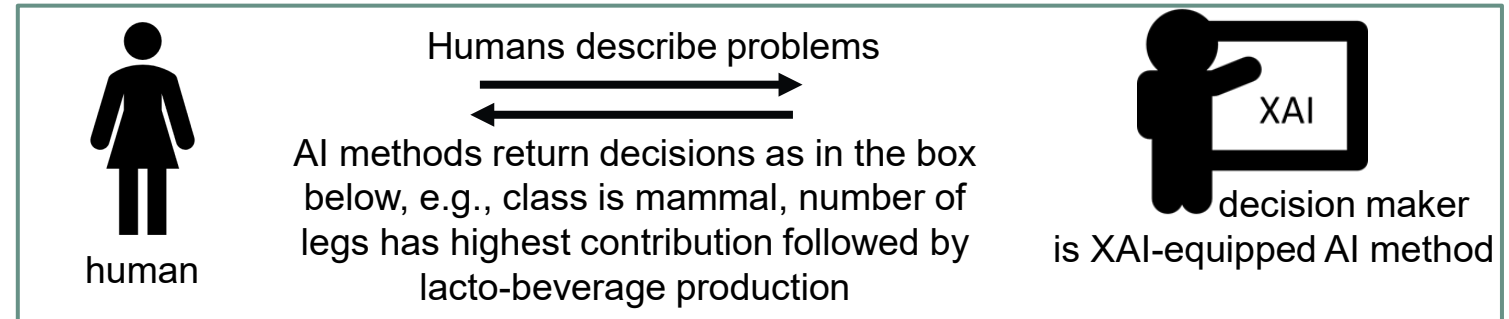 Humans describe problems
AI methods return decisions as in the box
below, e.g., class is mammal, number of
legs has highest contribution followed by
lacto-beverage production
human
XAI
decision maker
is XAI-equipped AI method